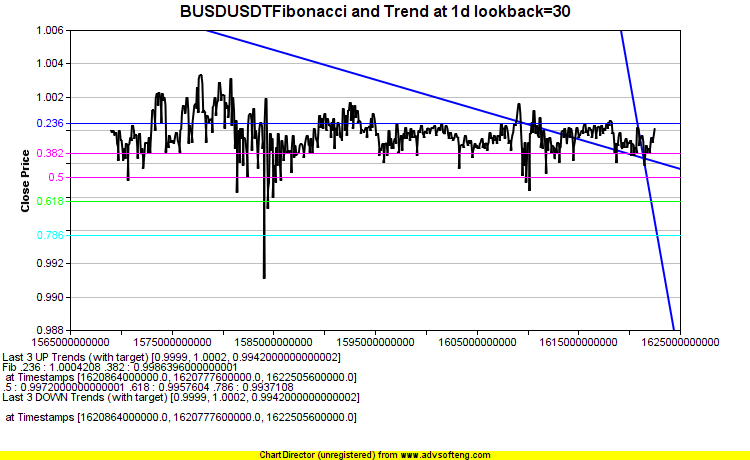 BUSDUSDTFibonacci and Trend at 1d lookback=30
Close Price
1.006
1.004
1.002
0.236
0.382
0.5
0.618
0.786
0.992
0.990
0.988
1565000000000 1575000000000 1585000000000 1595000000000 1605000000000 1615000000000 1625000000000
Last 3 UP Trends (with target) [0.9999, 1.0002, 0.9942000000000002]
Fib .236 : 1.0004208 .382 : 0.9986396000000001
at Timestamps [1620864000000.0, 1620777600000.0, 1622505600000.0]
.5 : 0.9972000000000001 .618 : 0.9957604 .786 : 0.9937108
Last 3 DOWN Trends (with target) [0.9999, 1.0002, 0.9942000000000002]
at Timestamps [1620864000000.0, 1620777600000.0, 1622505600000.0]
ChartDirector (unregistered) from www.advsofteng.com